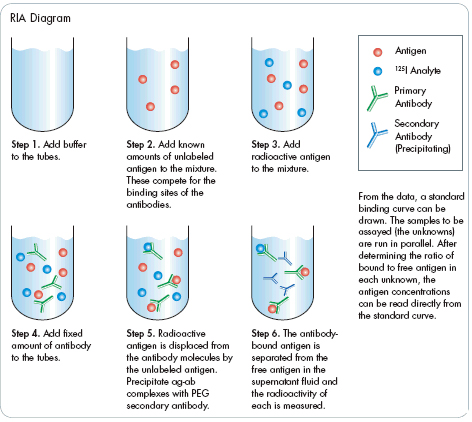 RIA Diagram
Step 1. Add buffer
to the tubes.
Step 2. Add known
amounts of unlabeled
antigen to the mixture.
These compete for the
binding sites of the
antibodies.
Step 3. Add
radioactive antigen
to the mixture.
Antigen
¹²⁵I Analyte
Primary
Antibody
Secondary
Antibody
(Precipitating)
From the data, a standard
binding curve can be
drawn. The samples to be
assayed (the unknowns)
are run in parallel. After
determining the ratio of
bound to free antigen in
each unknown, the
antigen concentrations
can be read directly from
the standard curve.
Step 4. Add fixed
amount of antibody
to the tubes.
Step 5. Radioactive
antigen is displaced from
the antibody molecules by
the unlabeled antigen.
Precipitate ag-ab
complexes with PEG
secondary antibody.
Step 6. The antibody-
bound antigen is
separated from the
free antigen in the
supernatant fluid and
the radioactivity of
each is measured.